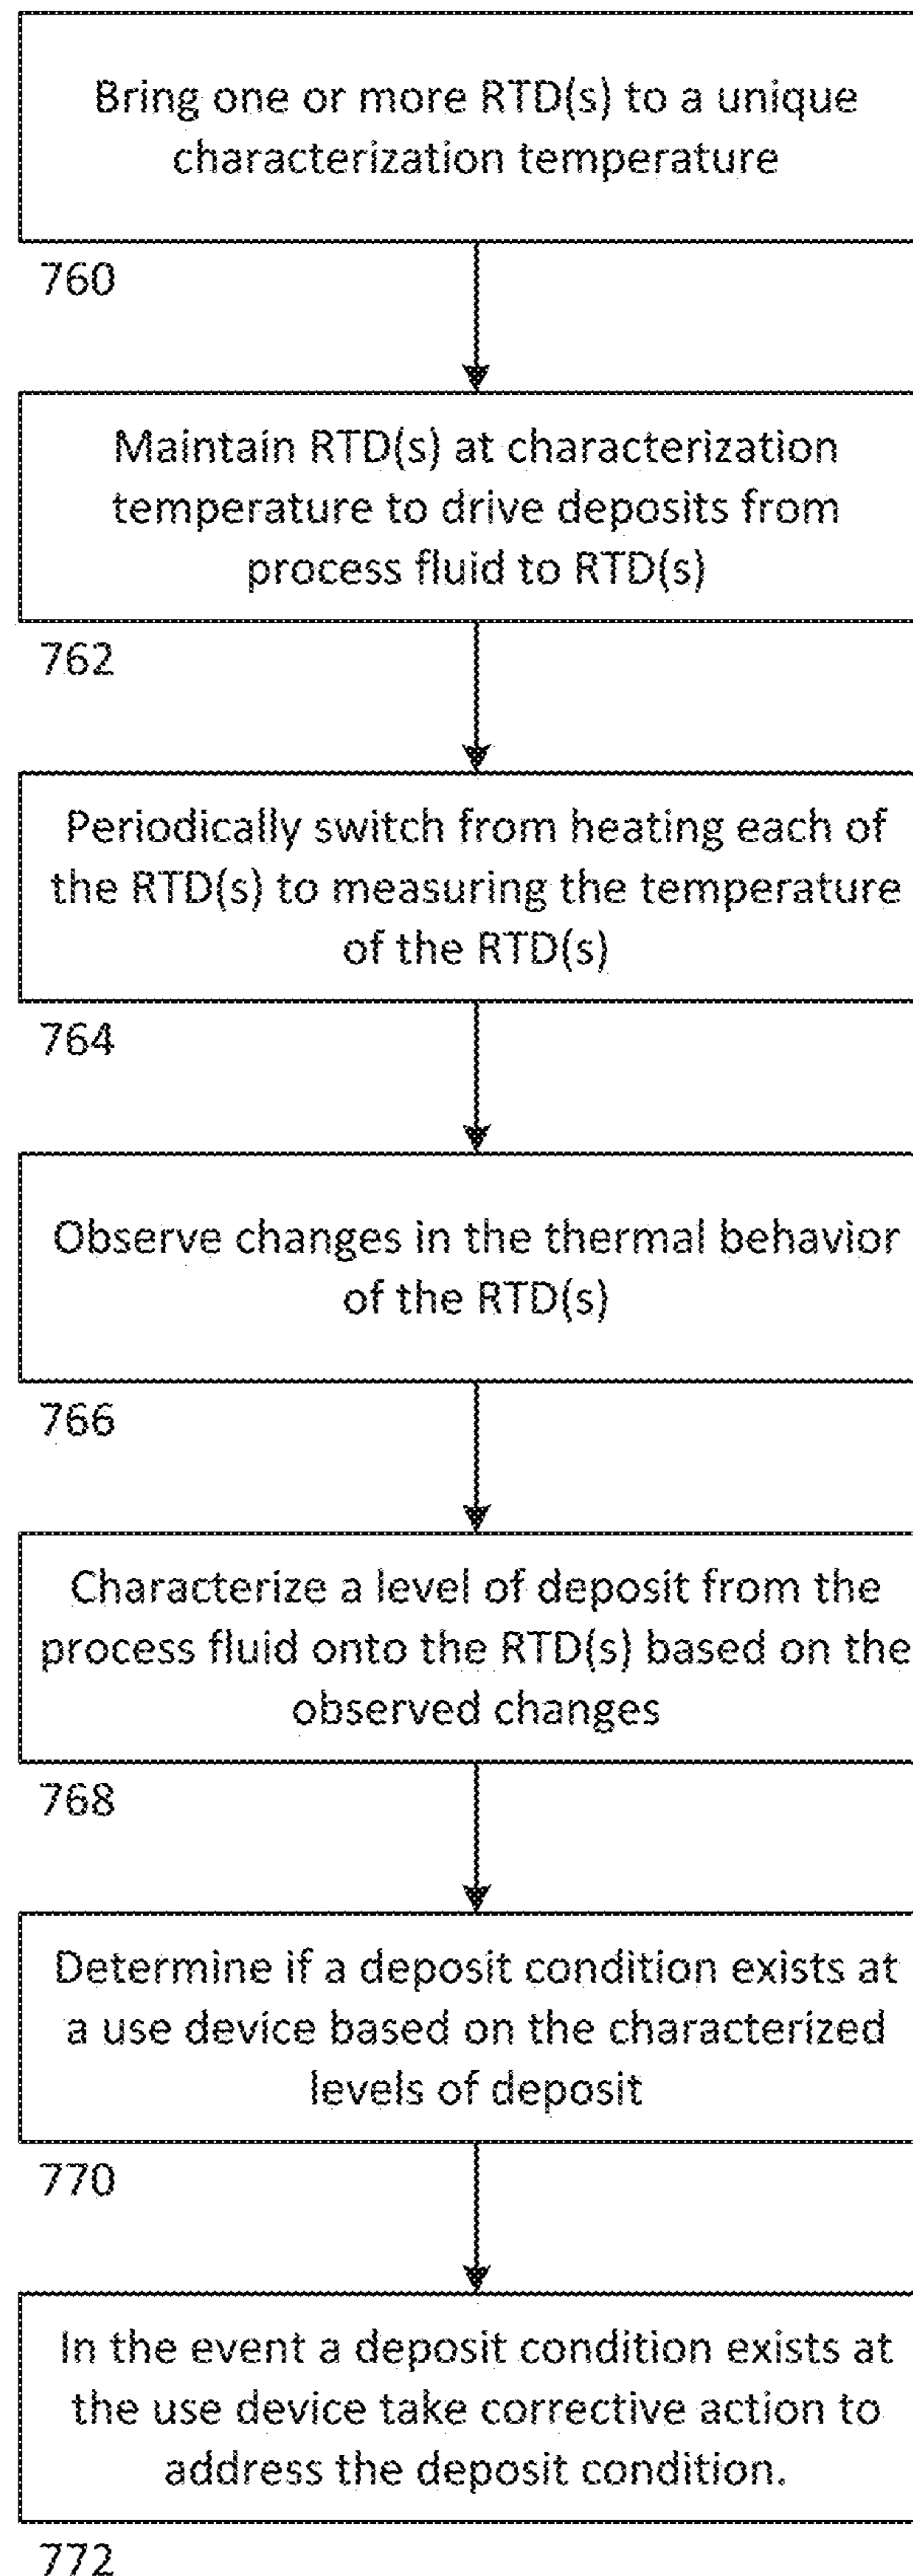 Bring one or more RTD(s) to a unique
characterization temperature
760
Maintain RTD(s) at characterization
temperature to drive deposits from
process fluid to RTD(s)
762
Periodically switch from heating each of
the RTD(s) to measuring the temperature
of the RTD(s)
764
Observe changes in the thermal behavior
of the RTD(s)
766
Characterize a level of deposit from the
process fluid onto the RTD(s) based on the
observed changes
768
Determine if a deposit condition exists at
a use device based on the characterized
levels of deposit
770
In the event a deposit condition exists at
the use device take corrective action to
address the deposit condition.
772